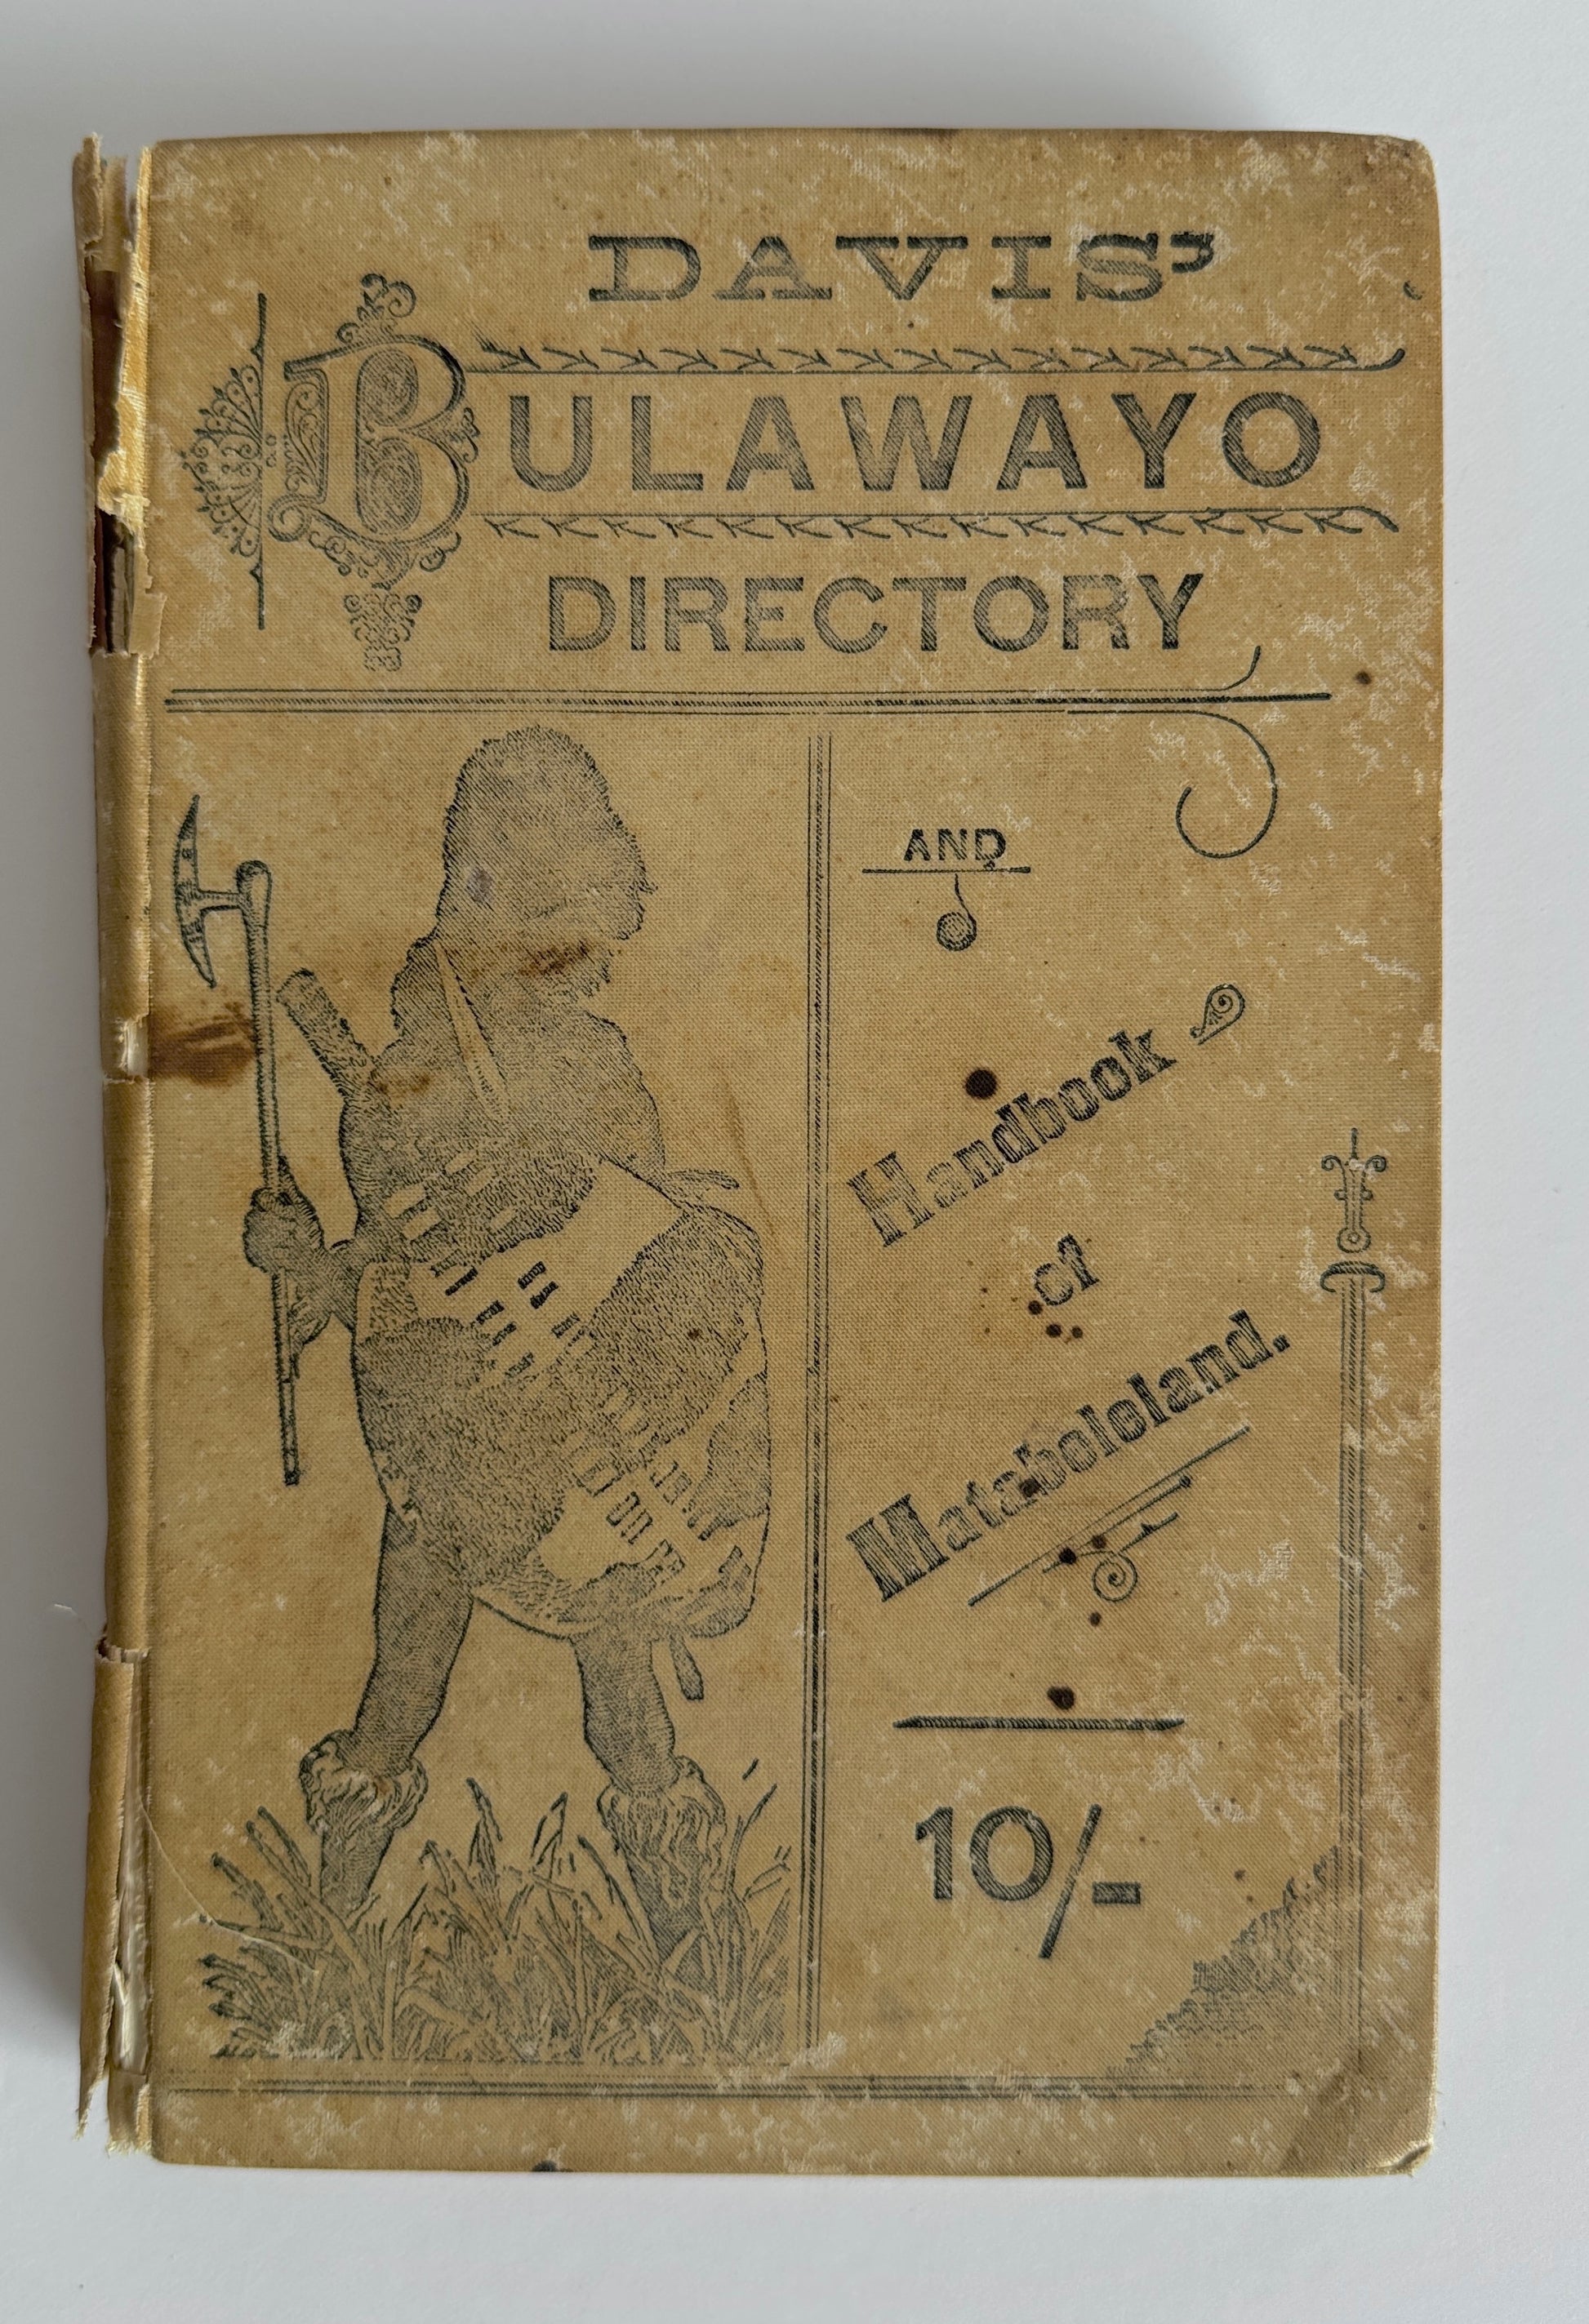 DAVIS'
BULAWAYO
DIRECTORY
AND
Handbook
of
Matabeleland.
10/-